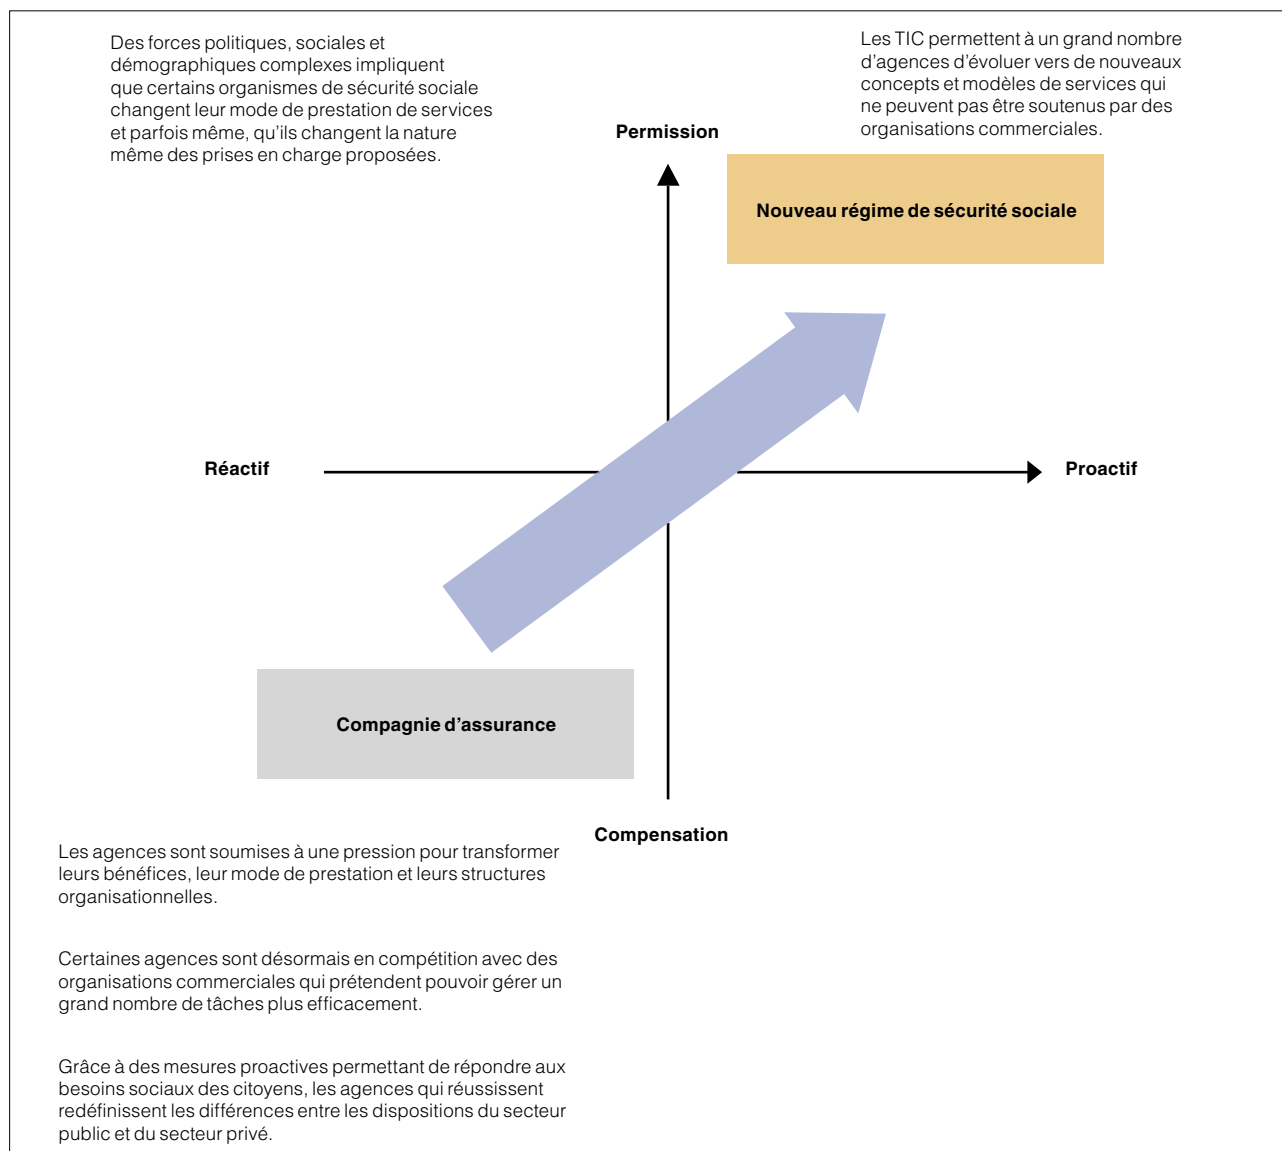 Des forces politiques, sociales et
démographiques complexes impliquent
que certains organismes de sécurité sociale
changent leur mode de prestation de services
et parfois même, qu'ils changent la nature
même des prises en charge proposées.
Les TIC permettent à un grand nombre
d'agences d'évoluer vers de nouveaux
concepts et modèles de services qui
ne peuvent pas être soutenus par des
organisations commerciales.
Permission
Nouveau régime de sécurité sociale
Réactif
Proactif
Compagnie d'assurance
Compensation
Les agences sont soumises à une pression pour transformer
leurs bénéfices, leur mode de prestation et leurs structures
organisationnelles.
Certaines agences sont désormais en compétition avec des
organisations commerciales qui prétendent pouvoir gérer un
grand nombre de tâches plus efficacement.
Grâce à des mesures proactives permettant de répondre aux
besoins sociaux des citoyens, les agences qui réussissent
redéfinissent les différences entre les dispositions du secteur
public et du secteur privé.